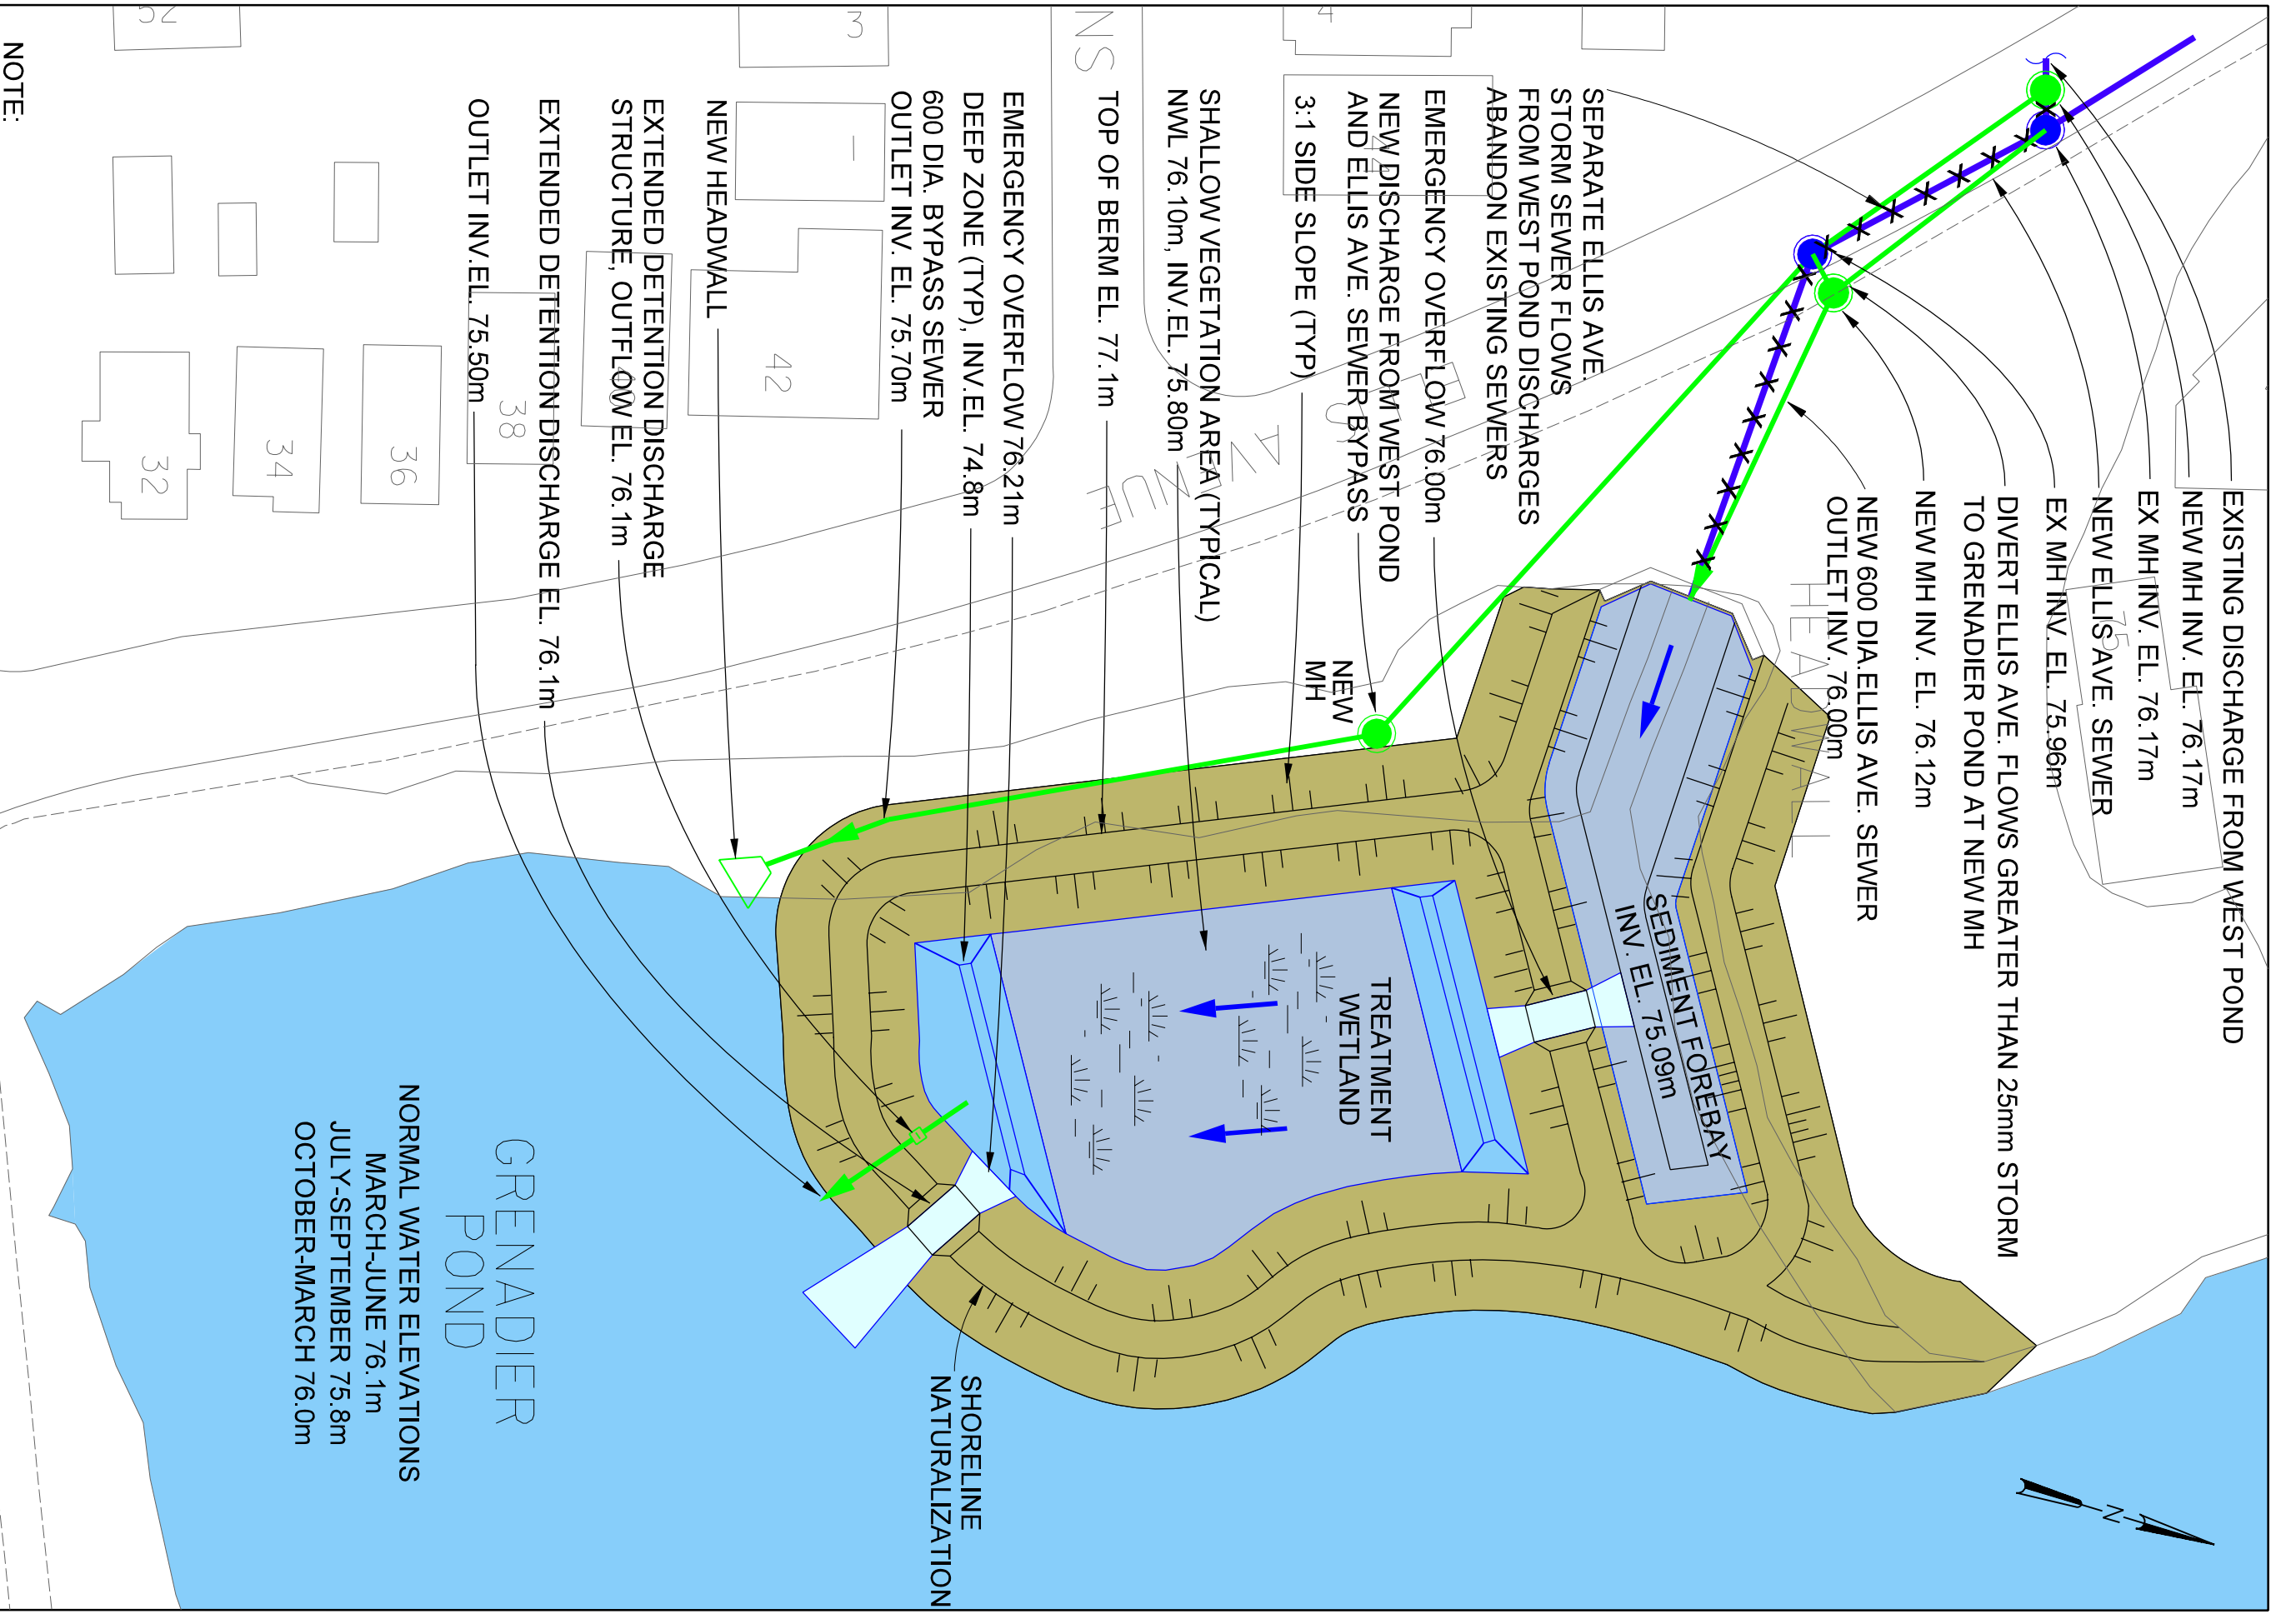 EXISTING DISCHARGE FROM WEST POND
NEW MH INV. EL. 76.17m
EX MH INV. EL. 76.17m
NEW ELLIS AVE. SEWER
EX MH INV. EL. 75.96m
DIVERT ELLIS AVE. FLOWS GREATER THAN 25mm STORM
TO GRENADIER POND AT NEW MH
NEW MH INV. EL. 76.12m
NEW 600 DIA.ELLIS AVE. SEWER
OUTLET INV. 76.00m
SEPARATE ELLIS AVE.
STORM SEWER FLOWS
FROM WEST POND DISCHARGES
ABANDON EXISTING SEWERS
EMERGENCY OVERFLOW 76.00m
NEW DISCHARGE FROM WEST POND
AND ELLIS AVE. SEWER BYPASS
3:1 SIDE SLOPE (TYP)
SHALLOW VEGETATION AREA (TYPICAL)
NWL 76.10m, INV.EL. 75.80m
TOP OF BERM EL. 77.1m
EMERGENCY OVERFLOW 76.21m
DEEP ZONE (TYP), INV.EL. 74.8m
600 DIA. BYPASS SEWER
OUTLET INV. EL. 75.70m
NEW HEADWALL
EXTENDED DETENTION DISCHARGE
STRUCTURE, OUTFLOW EL. 76.1m
EXTENDED DETENTION DISCHARGE EL. 76.1m
OUTLET INV.EL. 75.50m
NEW
MH
SEDIMENT FOREBAY
INV. EL. 75.09m
TREATMENT
WETLAND
SHORELINE
NATURALIZATION
GRENADIER
POND
NORMAL WATER ELEVATIONS
MARCH-JUNE 76.1m
JULY-SEPTEMBER 75.8m
OCTOBER-MARCH 76.0m
AVENUE
NS
N
3
4
1
42
38
36
34
32
NOTE: